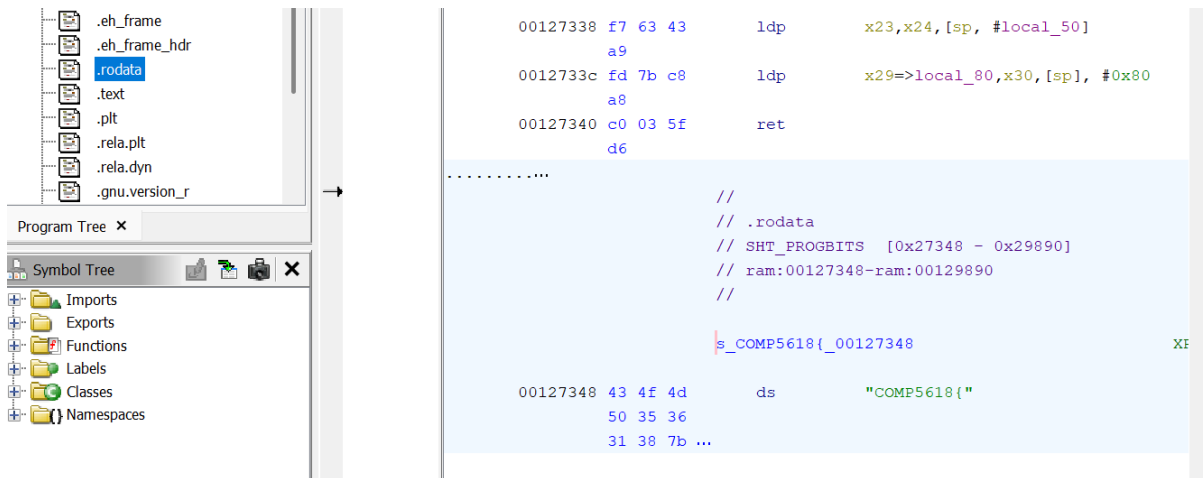 .eh_frame
.eh_frame_hdr
.rodata
.text
.plt
.rela.plt
.rela.dyn
.gnu.version_r
Program Tree ×
Symbol Tree
Imports
Exports
Functions
Labels
Classes
Namespaces
00127338 f7 63 43 ldp x23,x24,[sp, #local_50]
a9
0012733c fd 7b c8 ldp x29=>local_80,x30,[sp], #0x80
a8
00127340 c0 03 5f ret
d6
............
//
// .rodata
// SHT_PROGBITS [0x27348 - 0x29890]
// ram:00127348-ram:00129890
//
s_COMP5618{_00127348
00127348 43 4f 4d ds "COMP5618{"
50 35 36
31 38 7b ...